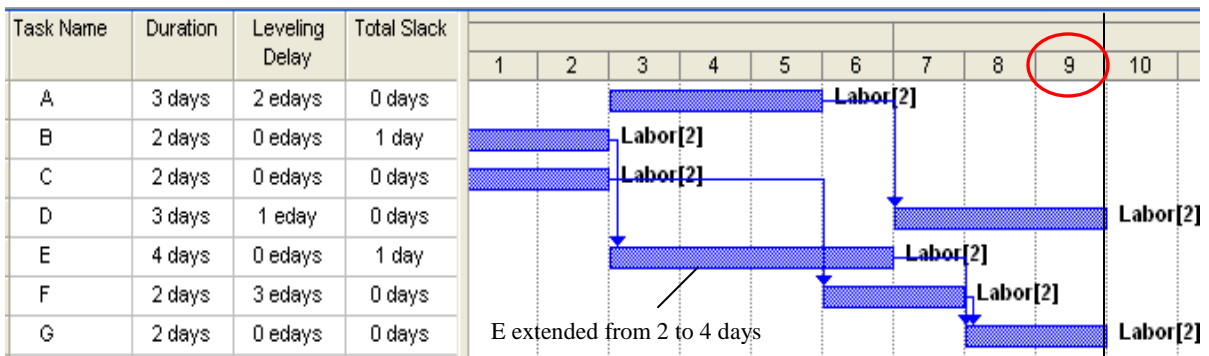 Task Name Duration Leveling Delay Total Slack
1 2 3 4 5 6 7 8 9 10
A 3 days 2 edays 0 days Labor[2]
B 2 days 0 edays 1 day Labor[2]
C 2 days 0 edays 0 days Labor[2]
D 3 days 1 eday 0 days Labor[2]
E 4 days 0 edays 1 day Labor[2]
F 2 days 3 edays 0 days Labor[2]
G 2 days 0 edays 0 days E extended from 2 to 4 days Labor[2]